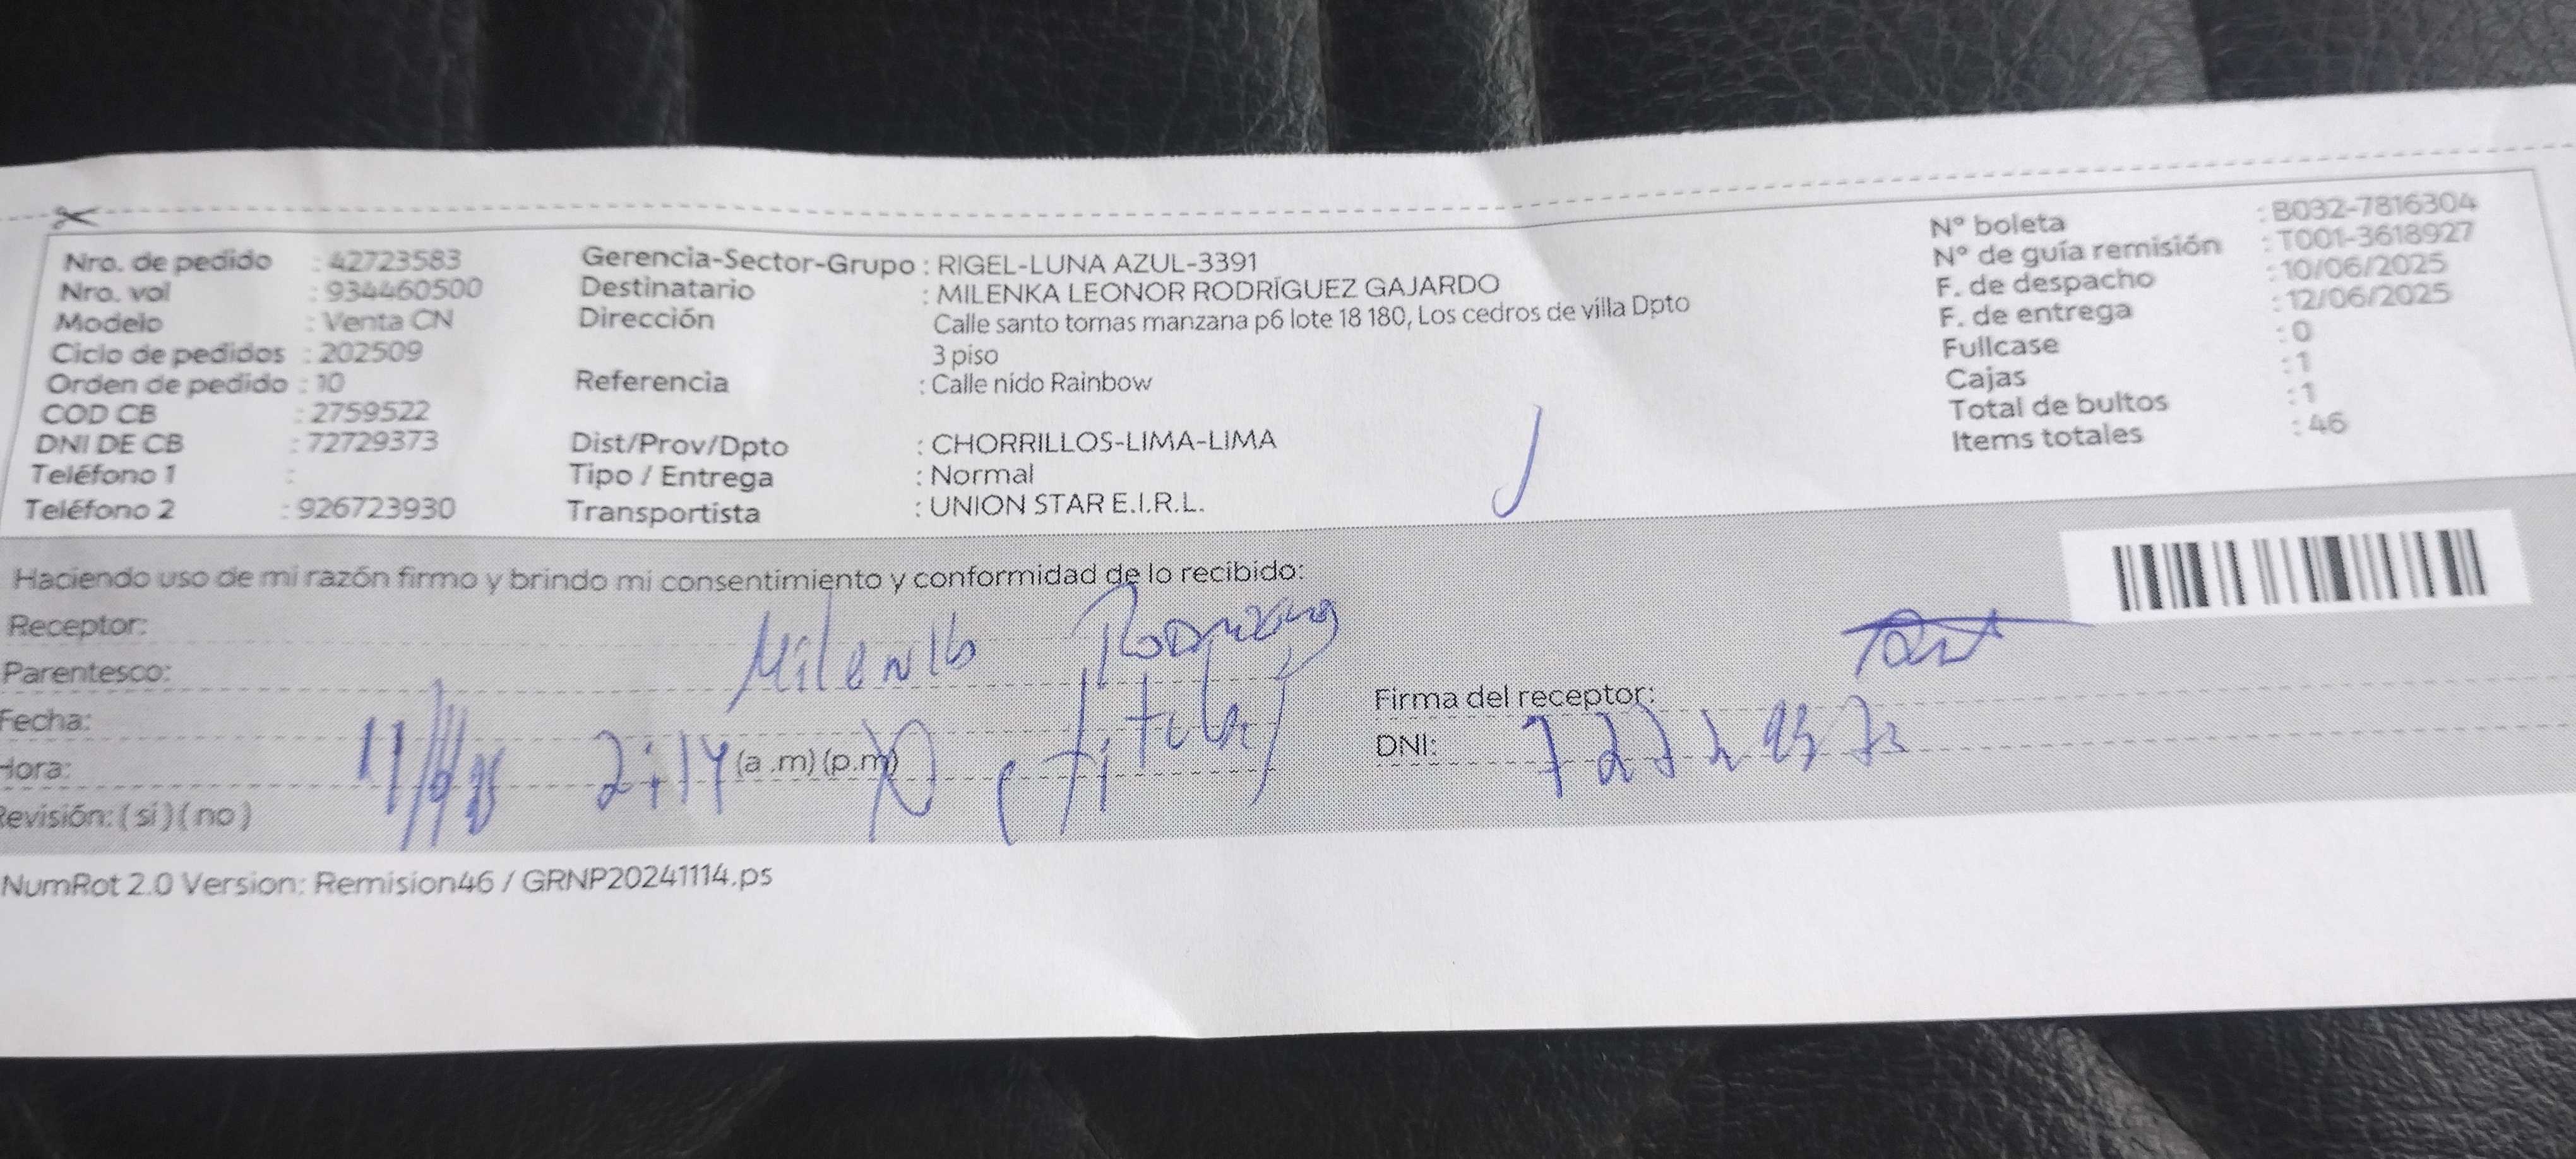 Nro. de pedido : 42723583
Nro. vol : 934460500
Modelo : Venta CN
Ciclo de pedidos : 202509
Orden de pedido : 10
COD CB : 2759522
DNI DE CB : 72729373
Teléfono 1 :
Teléfono 2 : 926723930
Gerencia-Sector-Grupo : RIGEL-LUNA AZUL-3391
Destinatario : MILENKA LEONOR RODRÍGUEZ GAJARDO
Dirección Calle santo tomas manzana p6 lote 18 180, Los cedros de villa Dpto
3 piso
Referencia : Calle nido Rainbow
Dist/Prov/Dpto : CHORRILLOS-LIMA-LIMA
Tipo / Entrega : Normal
Transportista : UNION STAR E.I.R.L.
N° boleta : B032-7816304
N° de guía remisión : T001-3618927
F. de despacho : 10/06/2025
F. de entrega : 12/06/2025
Fullcase : 0
Cajas : 1
Total de bultos : 1
Items totales : 46
Haciendo uso de mi razón firmo y brindo mi consentimiento y conformidad de lo recibido:
Receptor:
Parentesco:
Fecha:
Hora: 2:14 (a .m) (p.m)
Revisión: ( si ) ( no )
Firma del receptor:
DNI:
NumRot 2.0 Version: Remision46 / GRNP20241114.ps